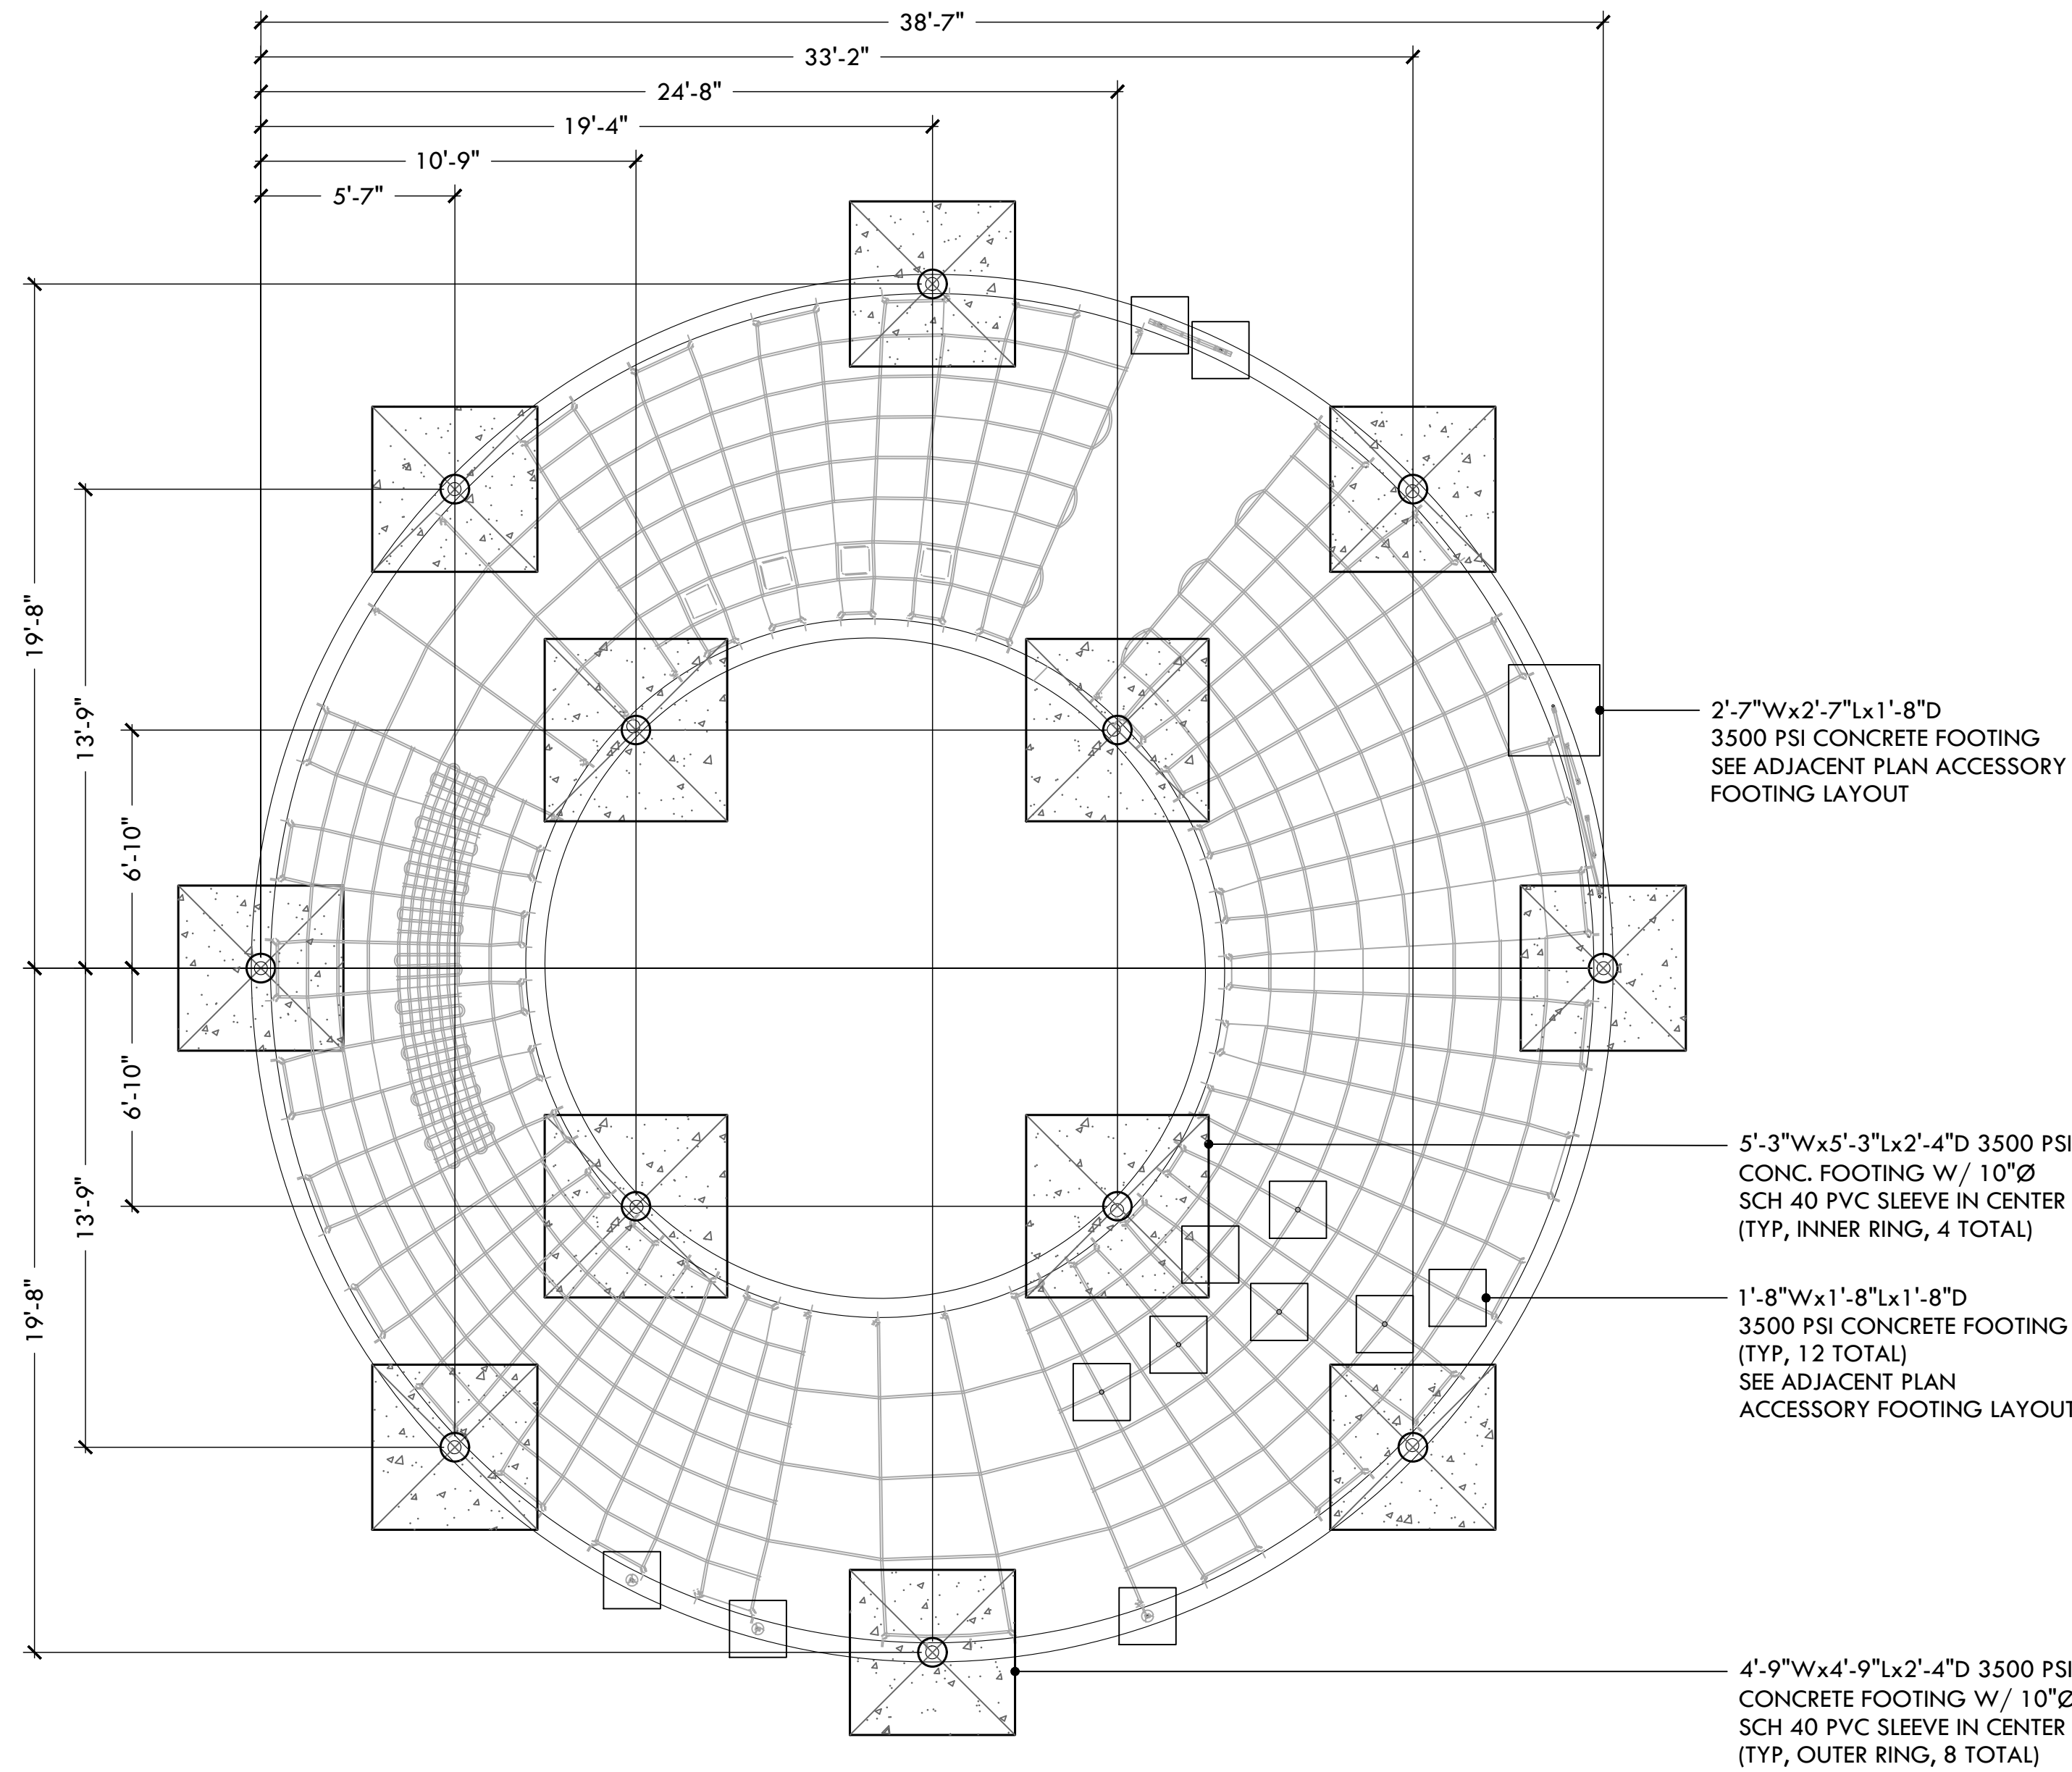 38'-7"
33'-2"
24'-8"
19'-4"
10'-9"
5'-7"
19'-8"
13'-9"
6'-10"
6'-10"
13'-9"
19'-8"
2'-7"Wx2'-7"Lx1'-8"D
3500 PSI CONCRETE FOOTING
SEE ADJACENT PLAN ACCESSORY
FOOTING LAYOUT
5'-3"Wx5'-3"Lx2'-4"D 3500 PSI
CONC. FOOTING W/ 10"Ø
SCH 40 PVC SLEEVE IN CENTER
(TYP, INNER RING, 4 TOTAL)
1'-8"Wx1'-8"Lx1'-8"D
3500 PSI CONCRETE FOOTING
(TYP, 12 TOTAL)
SEE ADJACENT PLAN
ACCESSORY FOOTING LAYOUT
4'-9"Wx4'-9"Lx2'-4"D 3500 PSI
CONCRETE FOOTING W/ 10"Ø
SCH 40 PVC SLEEVE IN CENTER
(TYP, OUTER RING, 8 TOTAL)